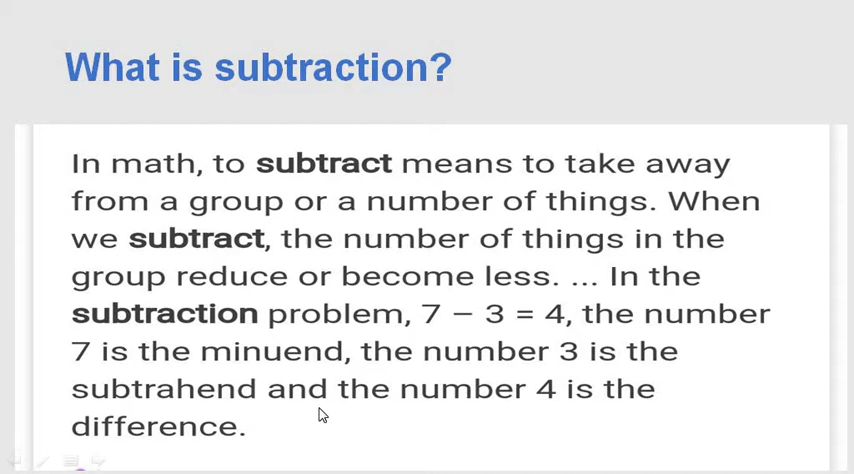 What is subtraction?
In math, to subtract means to take away
from a group or a number of things. When
we subtract, the number of things in the
group reduce or become less. ... In the
subtraction problem, 7 – 3 = 4, the number
7 is the minuend, the number 3 is the
subtrahend and the number 4 is the
difference.